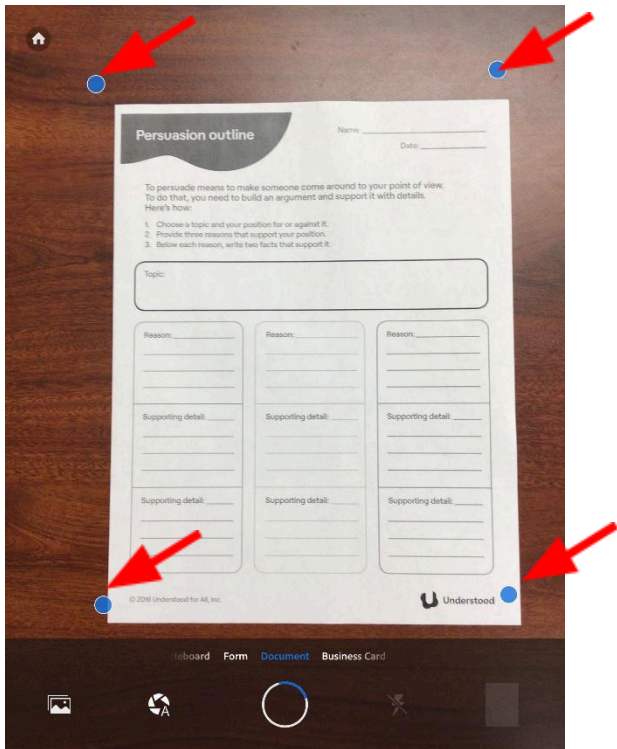 Persuasion outline
Name:
Date:
To persuade means to make someone come around to your point of view.
To do that, you need to build an argument and support it with details.
Here's how:
1. Choose a topic and your position for or against it.
2. Provide three reasons that support your position.
3. Below each reason, write two facts that support it.
Topic:
Reason: Reason: Reason:
Supporting detail: Supporting detail: Supporting detail:
Supporting detail: Supporting detail: Supporting detail:
© 2019 Understood for All, Inc. Understood
teboard Form Document Business Card
A